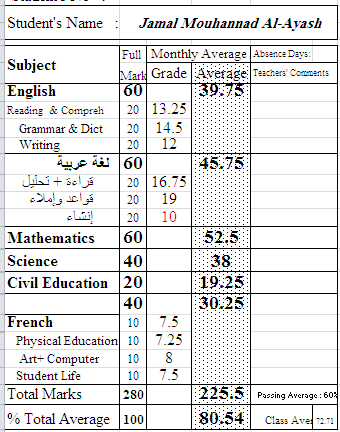 Student's Name : Jamal Mouhannad Al-Ayash
Subject Full Mark Monthly Average Absence Days:
Grade Average Teachers' Comments
English 60 39.75
Reading & Compreh 20 13.25
Grammar & Dict 20 14.5
Writing 20 12
لغة عربية 60 45.75
قراءة + تحليل 20 16.75
قواعد وإملاء 20 19
إنشاء 20 10
Mathematics 60 52.5
Science 40 38
Civil Education 20 19.25
40 30.25
French 10 7.5
Physical Education 10 7.25
Art+ Computer 10 8
Student Life 10 7.5
Total Marks 280 225.5 Passing Average : 60%
% Total Average 100 80.54 Class Aver 72.71